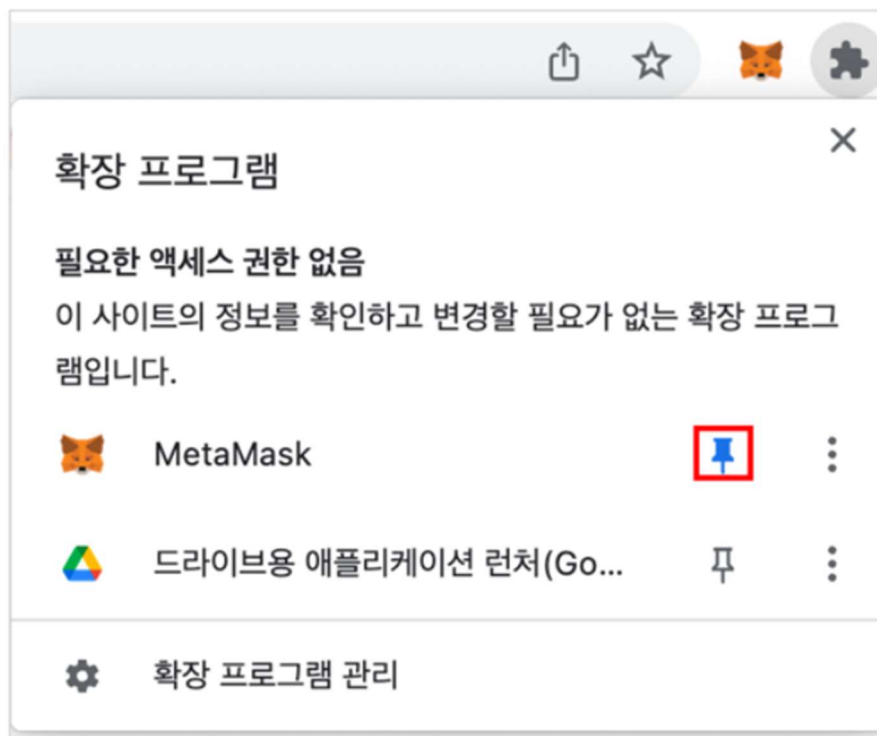 확장 프로그램
필요한 액세스 권한 없음
이 사이트의 정보를 확인하고 변경할 필요가 없는 확장 프로그
램입니다.
MetaMask
드라이브용 애플리케이션 런처(Go...
확장 프로그램 관리